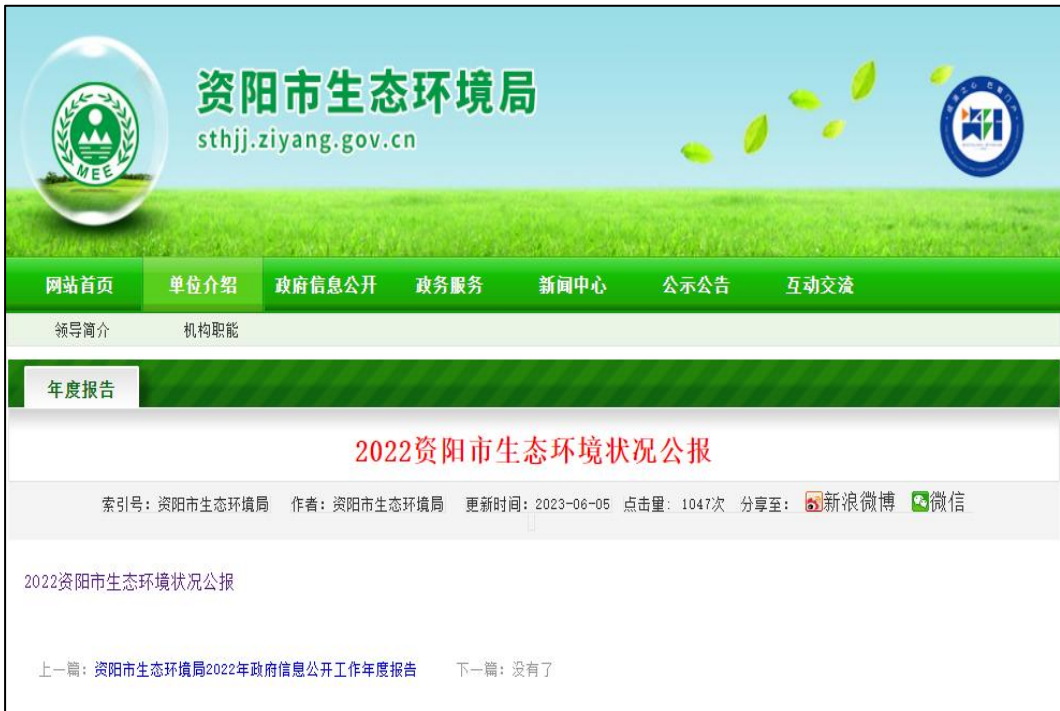 资阳市生态环境局
sthjj.ziyang.gov.cn
MEE
网站首页 单位介绍 政府信息公开 政务服务 新闻中心 公示公告 互动交流
领导简介 机构职能
年度报告
2022资阳市生态环境状况公报
索引号：资阳市生态环境局 作者：资阳市生态环境局 更新时间：2023-06-05 点击量: 1047次 分享至： 新浪微博 微信
2022资阳市生态环境状况公报
上一篇：资阳市生态环境局2022年政府信息公开工作年度报告 下一篇：没有了